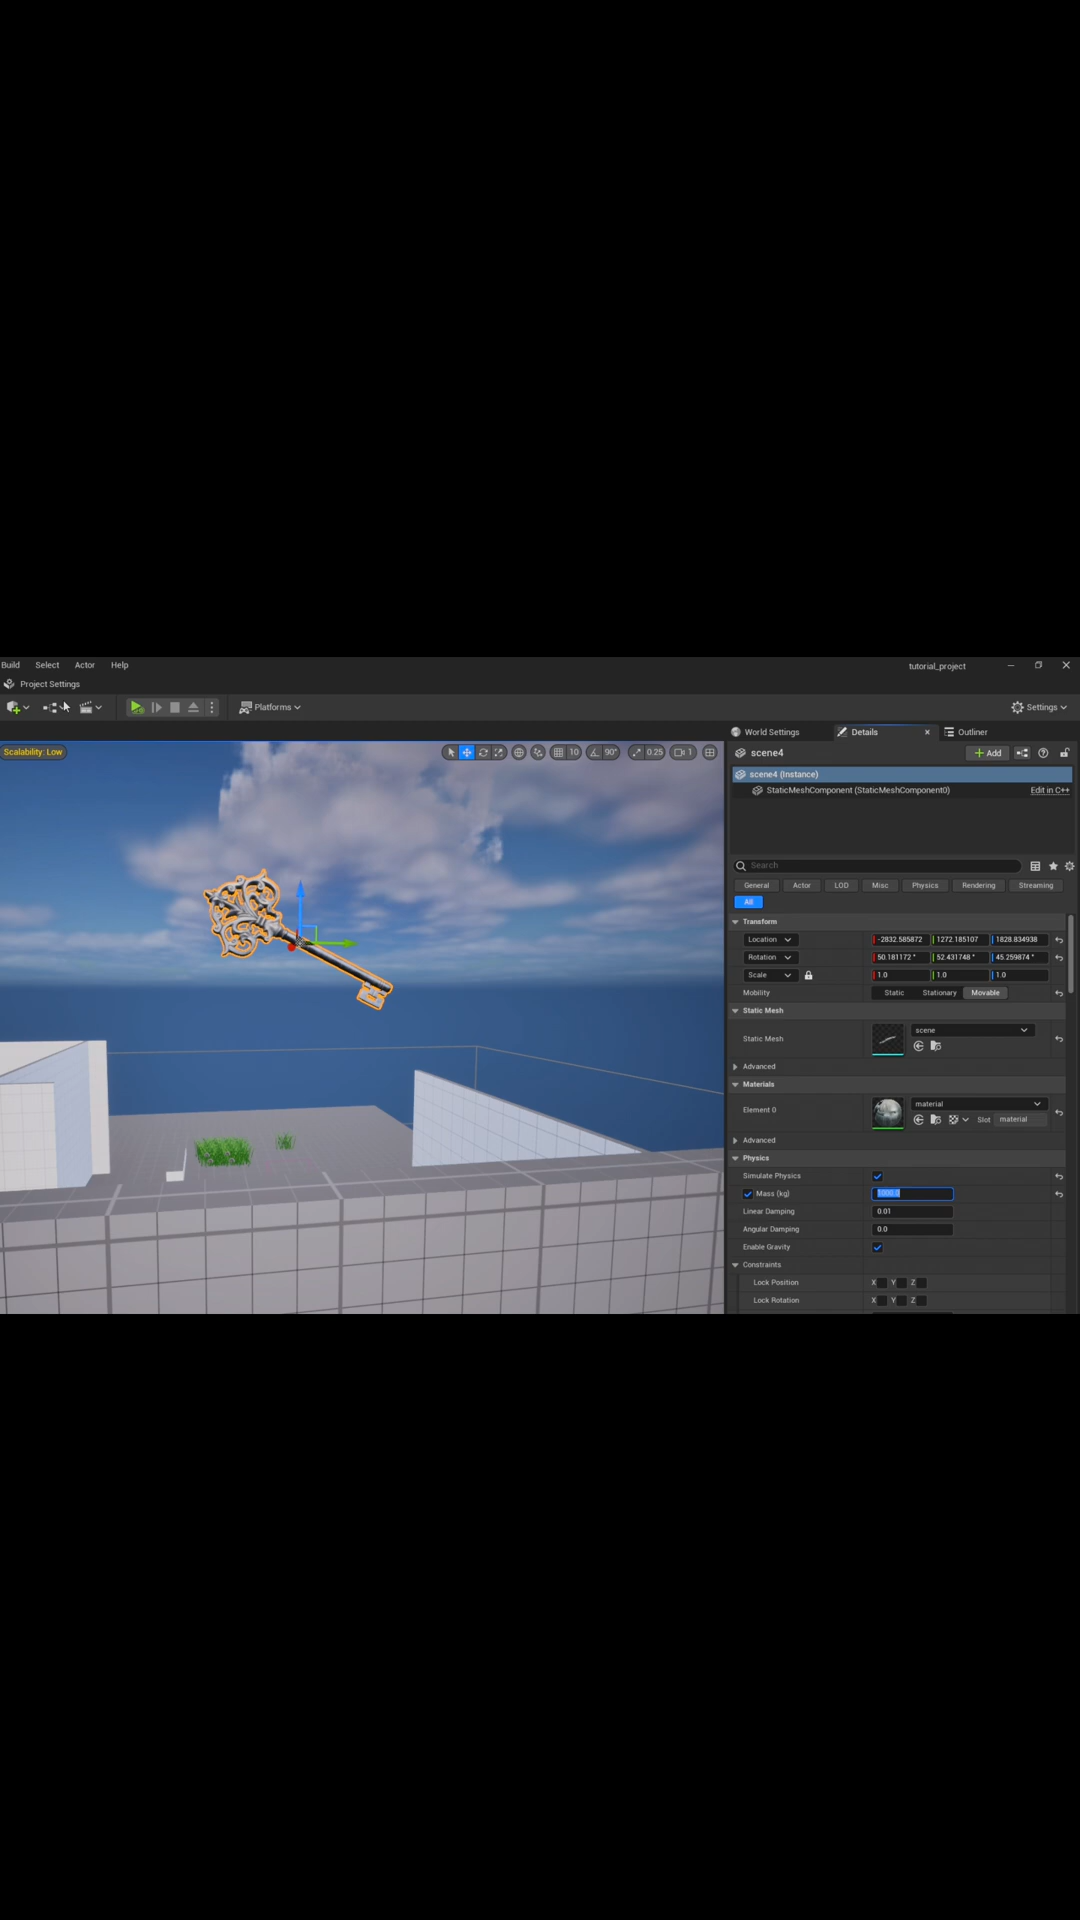 Build Select Actor Help tutorial_project
Project Settings
Platforms Settings
World Settings Details Outliner
Scalability: Low 10 90° 0.25 1 scene4 Add
scene4 (Instance)
StaticMeshComponent (StaticMeshComponent0) Edit in C++
Search
General Actor LOD Misc Physics Rendering Streaming
All
Transform
Location -2832.585872 1272.185107 1828.834938
Rotation 50.181172 ° 52.431748 ° 45.259874 °
Scale 1.0 1.0 1.0
Mobility Static Stationary Movable
Static Mesh
Static Mesh scene
Advanced
Materials
Element 0 material
Slot material
Advanced
Physics
Simulate Physics
Mass (kg) 1000.0
Linear Damping 0.01
Angular Damping 0.0
Enable Gravity
Constraints
Lock Position X Y Z
Lock Rotation X Y Z